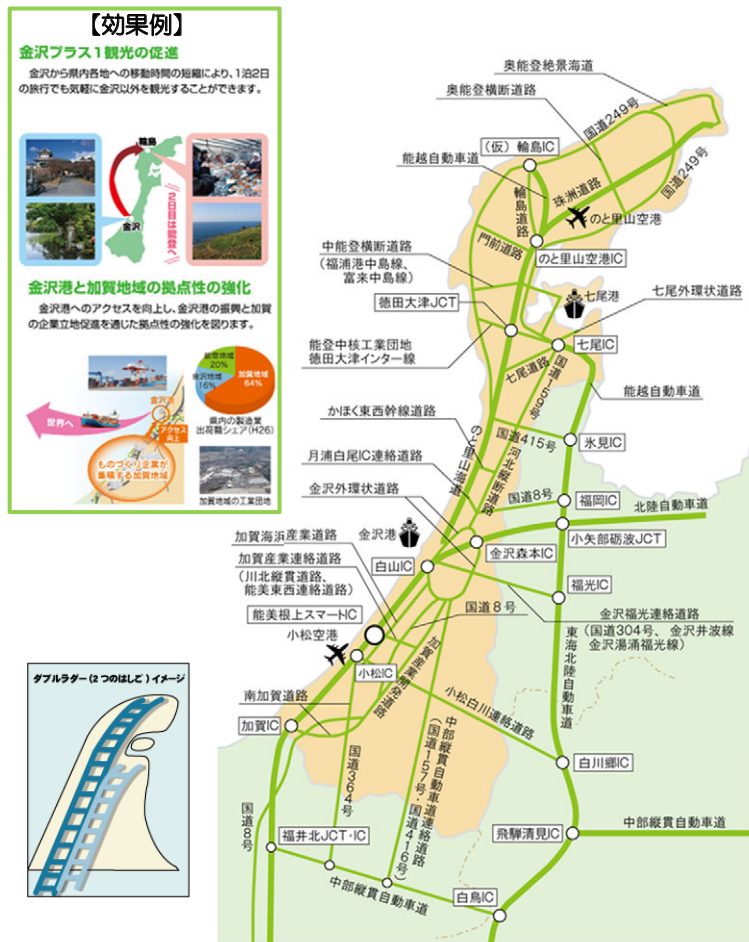 【効果例】
金沢プラス1観光の促進
金沢から県内各地への移動時間の短縮により、1泊2日
の旅行でも気軽に金沢以外を観光することができます。
輪島
金沢
2日目は能登へ
金沢港と加賀地域の拠点性の強化
金沢港へのアクセスを向上し、金沢港の振興と加賀
の企業立地促進を通じた拠点性の強化を図ります。
能登地域
20%
金沢地域
16%
加賀地域
64%
県内の製造業
出荷額シェア(H26)
金沢港
世界へ
アクセス
向上
ものづくり企業が
集積する加賀地域
加賀地域の工業団地
奥能登絶景海道
奥能登横断道路
国道249号
(仮)輪島IC
能越自動車道
輪島道路
珠洲道路
国道249号
のと里山空港
門前道路
のと里山空港IC
中能登横断道路
(福浦港中島線、
富来中島線)
七尾港
徳田大津JCT
七尾外環状道路
能登中核工業団地
徳田大津インター線
七尾IC
七尾道路
国道159号
能越自動車道
かほく東西幹線道路
のと里山海道
国道415号
氷見IC
月浦白尾IC連絡道路
河北縦断道路
金沢外環状道路
国道8号
福岡IC
北陸自動車道
金沢港
加賀海浜産業道路
小矢部砺波JCT
金沢森本IC
加賀産業連絡道路
(川北縦貫道路、
能美東西連絡道路)
白山IC
福光IC
国道8号
金沢福光連絡道路
(国道304号、金沢井波線
金沢湯涌福光線)
能美根上スマートIC
小松空港
小松IC
加賀産業開発道路
東海北陸自動車道
南加賀道路
小松白川連絡道路
加賀IC
国道364号
中部縦貫自動車道連絡道路
(国道157号・国道416号)
白川郷IC
国道8号
福井北JCT・IC
飛騨清見IC
中部縦貫自動車道
中部縦貫自動車道
白鳥IC
ダブルラダー(2つのはしご)イメージ